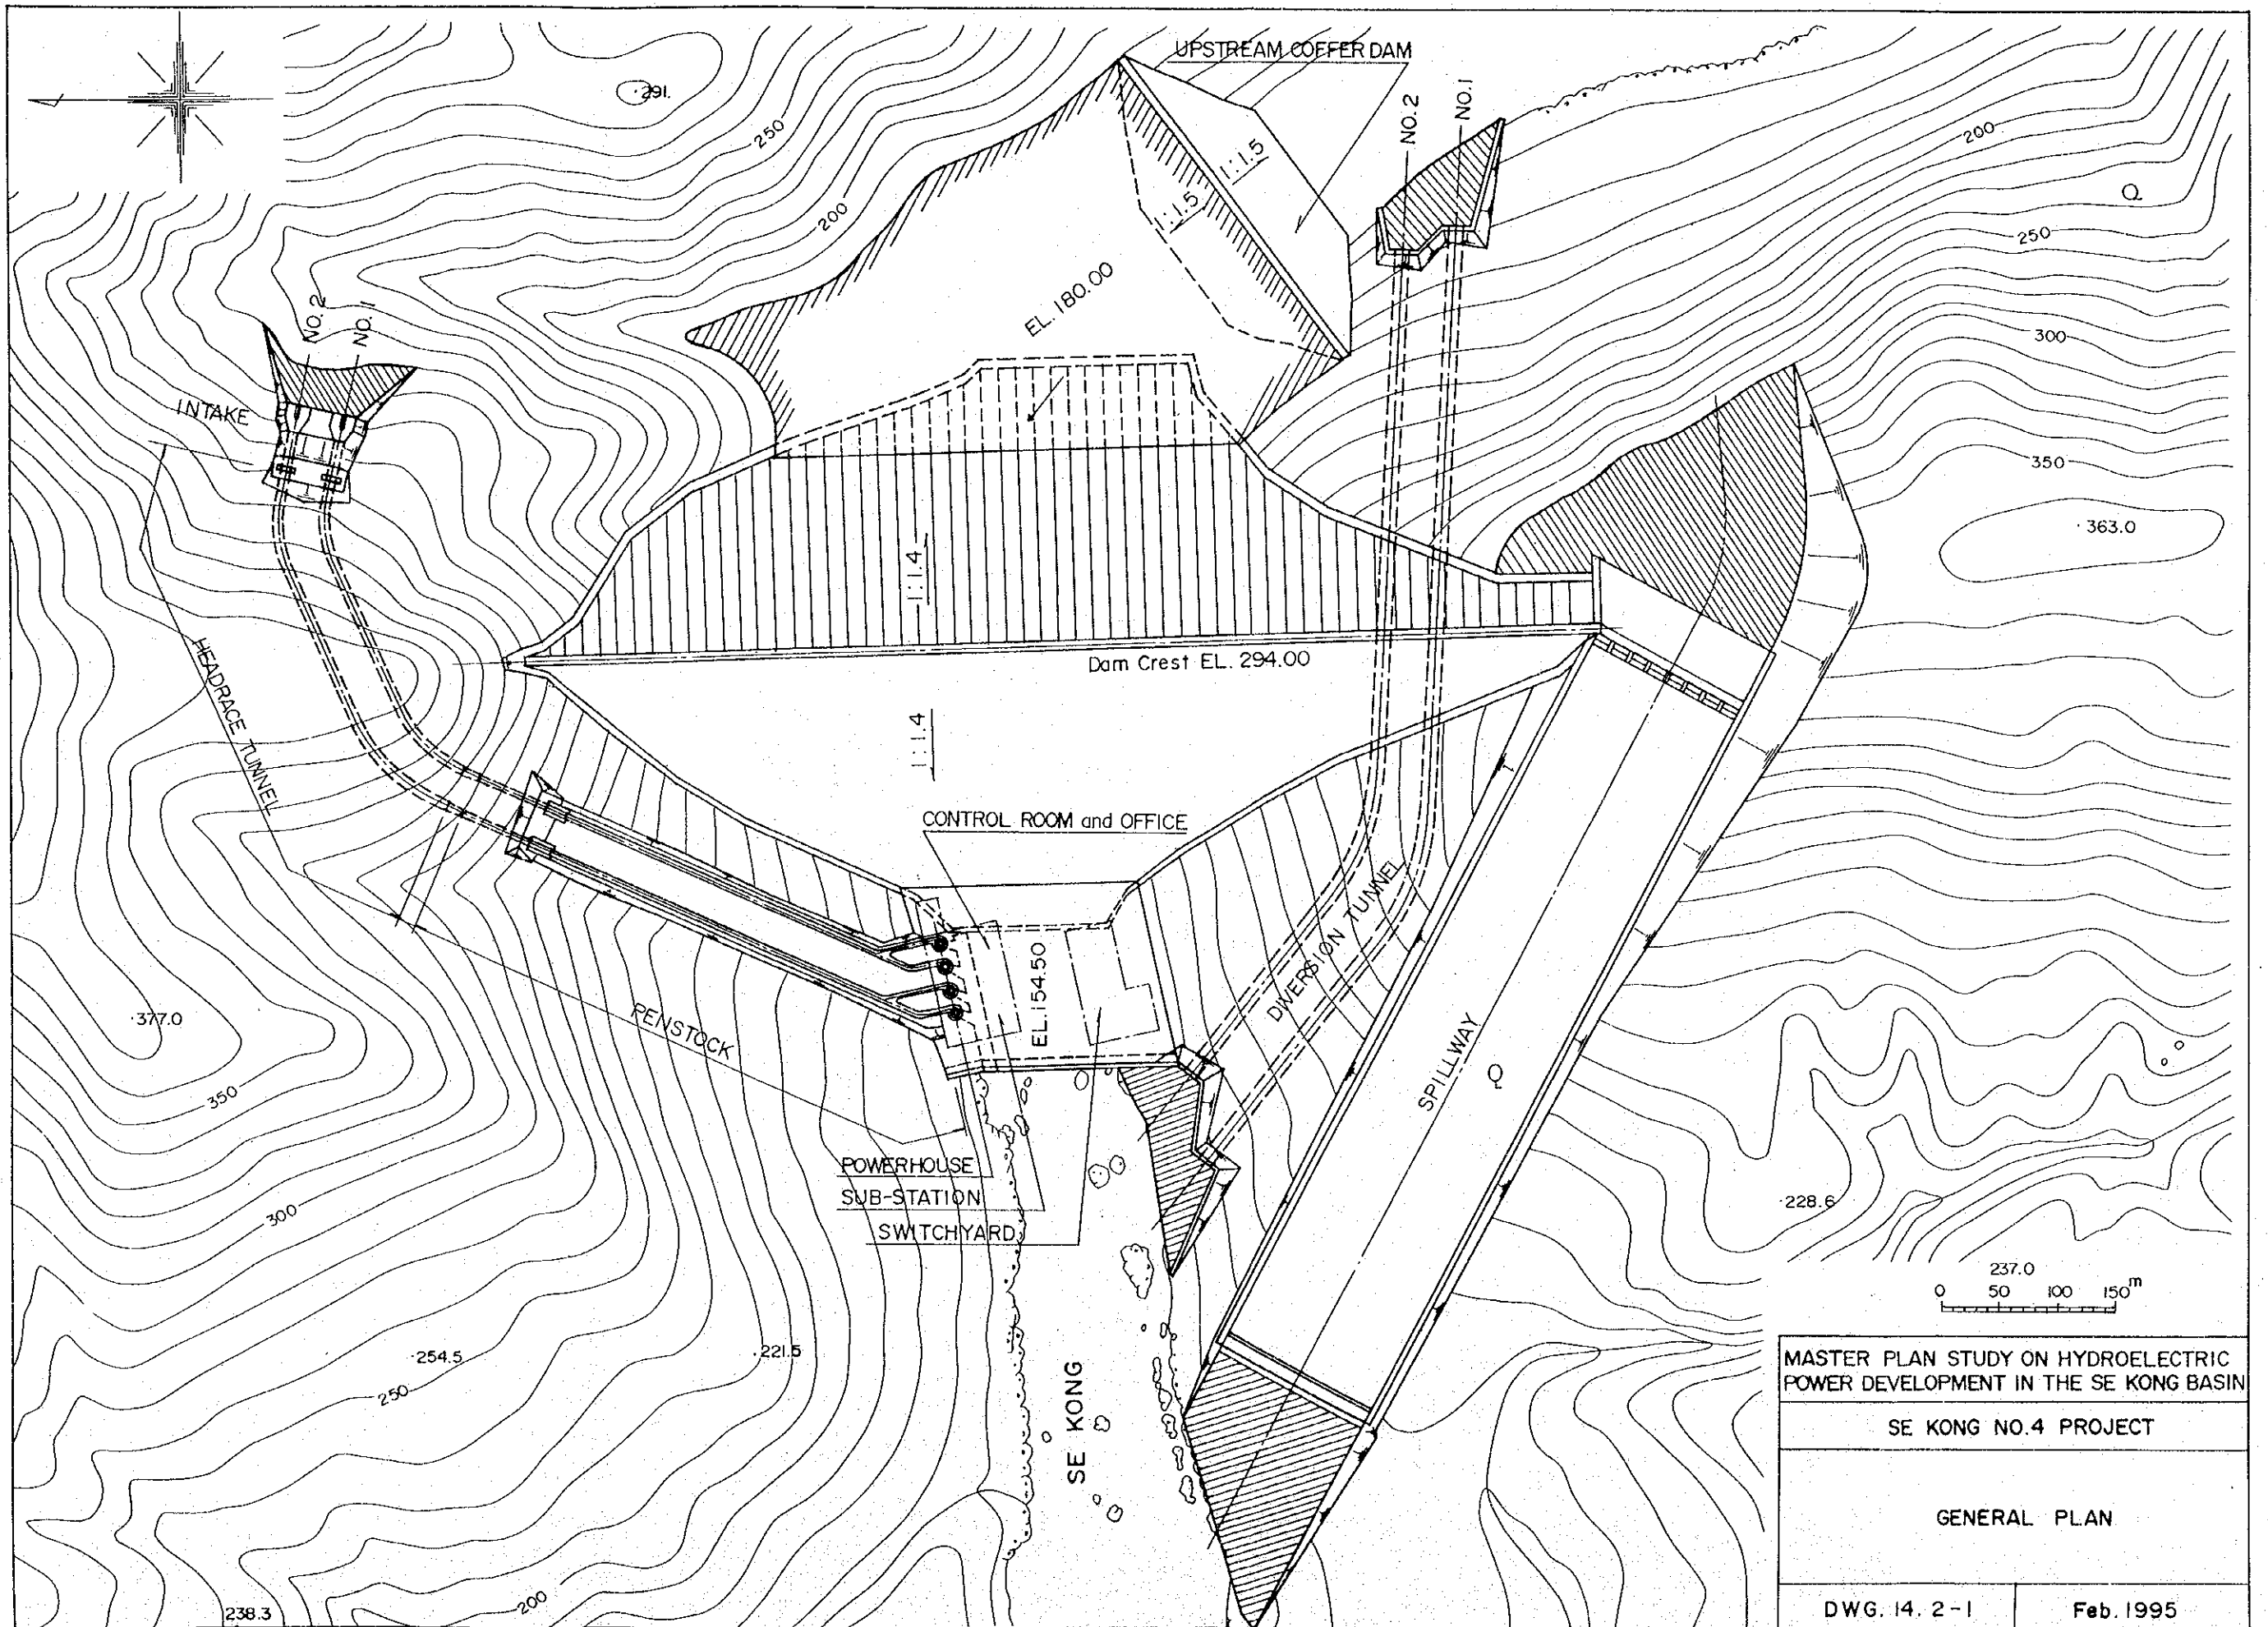 UPSTREAM COFFER DAM
291.
250
200
NO.2
NO.1
1:1.5
1:1.5
200
Q
250
EL. 180.00
300
NO.2
NO.1
INTAKE
350
363.0
1:1.4
Dam Crest EL. 294.00
HEADRACE TUNNEL
1:1.4
CONTROL ROOM and OFFICE
DIVERSION TUNNEL
EL.154.50
377.0
PENSTOCK
SPILLWAY
Q
350
POWERHOUSE
SUB-STATION
SWITCHYARD
300
228.6
237.0
0 50 100 150m
254.5
221.5
250
SE KONG
MASTER PLAN STUDY ON HYDROELECTRIC
POWER DEVELOPMENT IN THE SE KONG BASIN
SE KONG NO.4 PROJECT
GENERAL PLAN
200
238.3
DWG. 14. 2-1
Feb. 1995